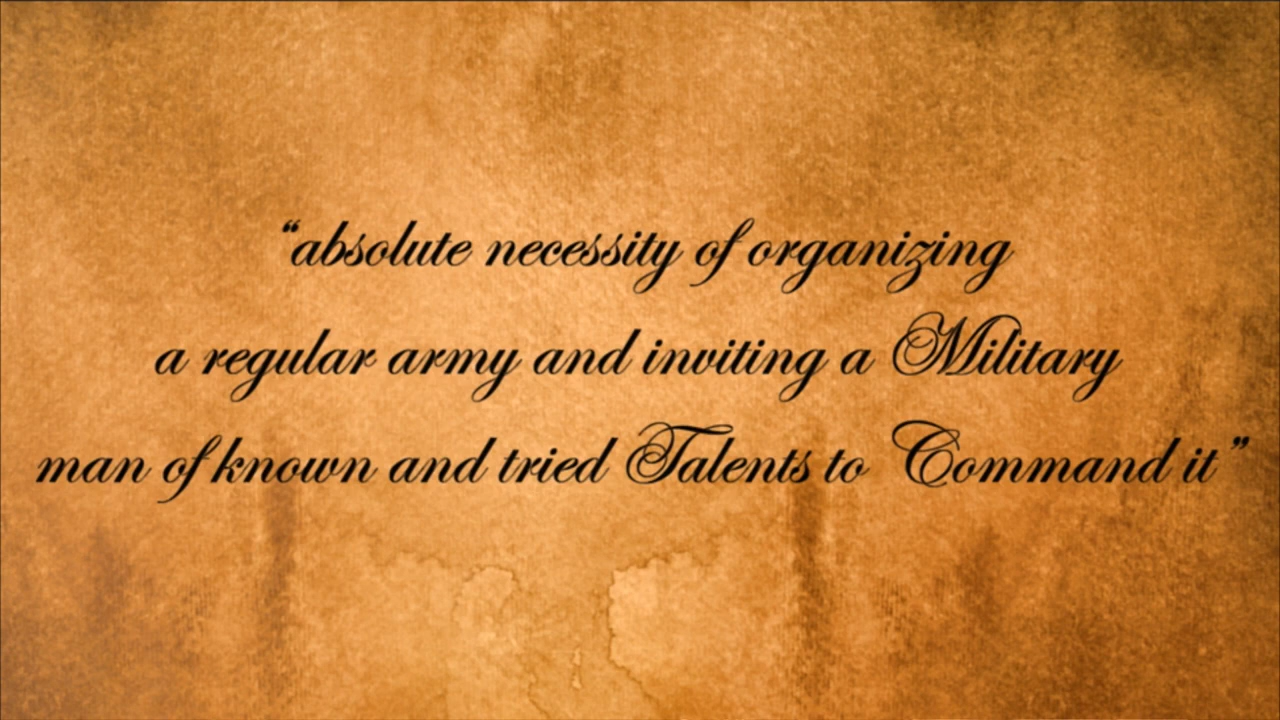 “absolute necessity of organizing
a regular army and inviting a Military
man of known and tried Talents to Command it”